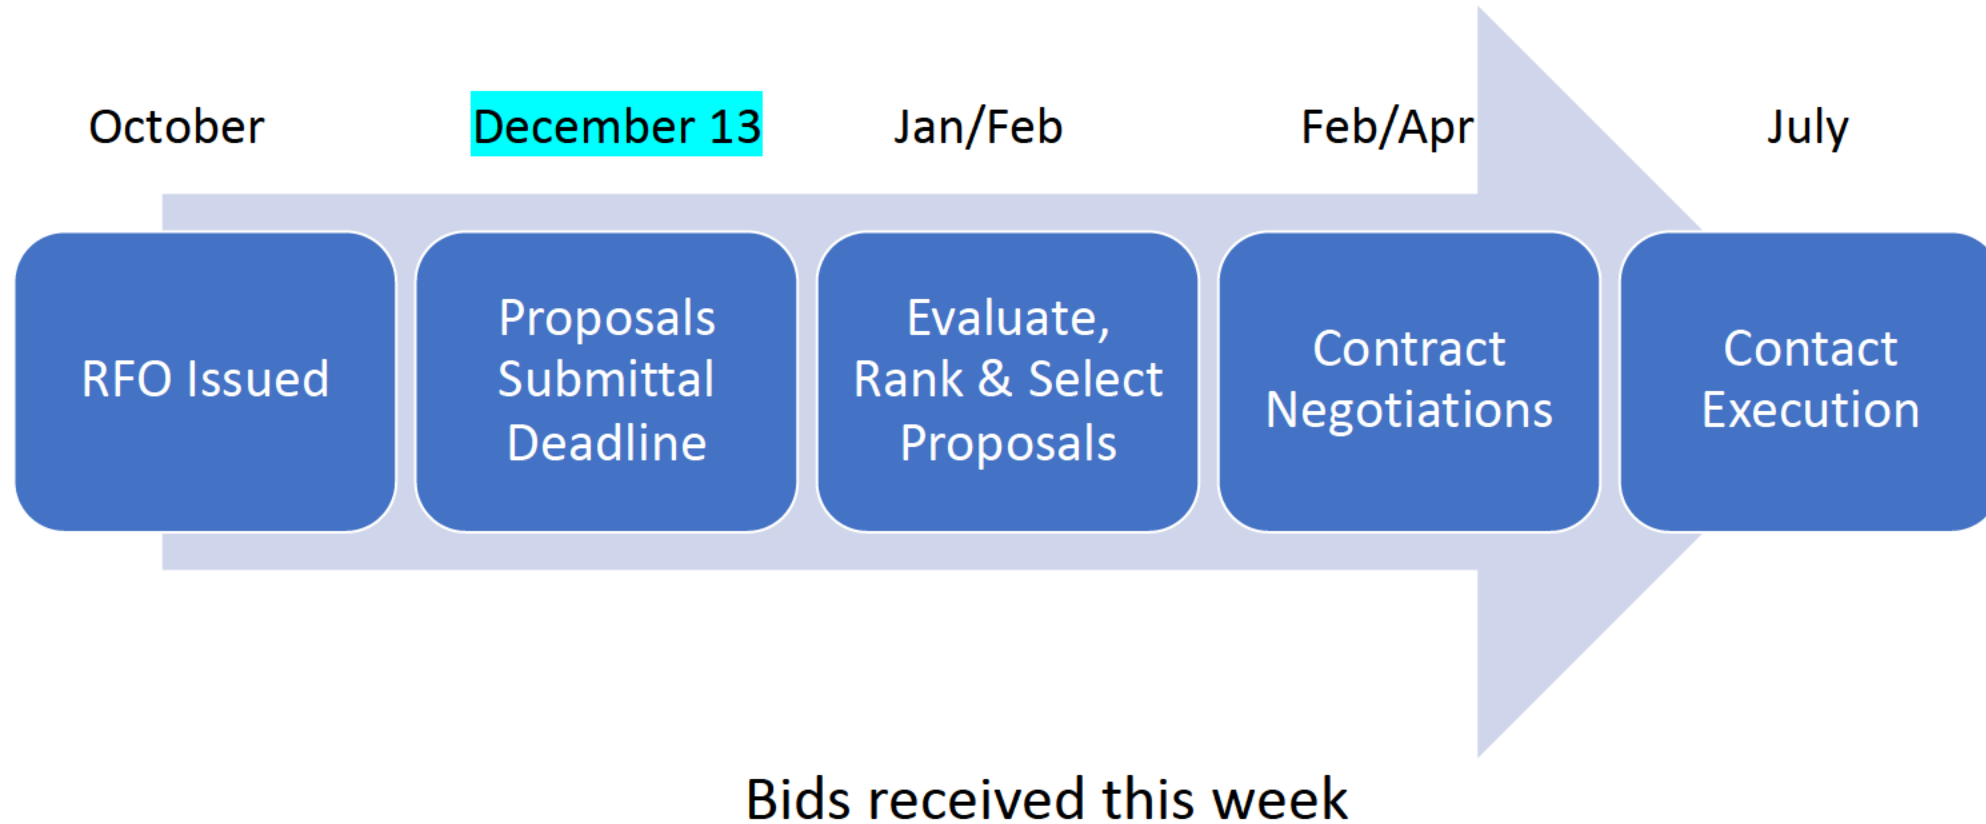 October
December 13
Jan/Feb
Feb/Apr
July
RFO Issued
Proposals
Submittal
Deadline
Evaluate,
Rank & Select
Proposals
Contract
Negotiations
Contact
Execution
Bids received this week